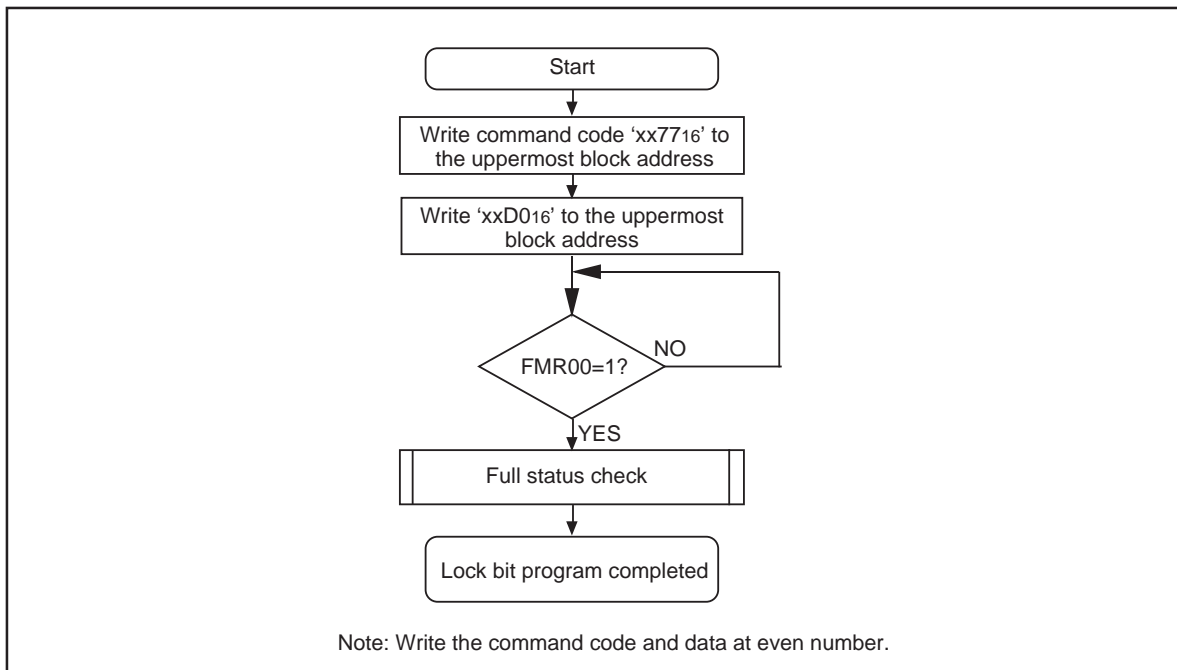 Start
Write command code ‘xx7716’ to
the uppermost block address
Write ‘xxD016’ to the uppermost
block address
FMR00=1?
NO
YES
Full status check
Lock bit program completed
Note: Write the command code and data at even number.